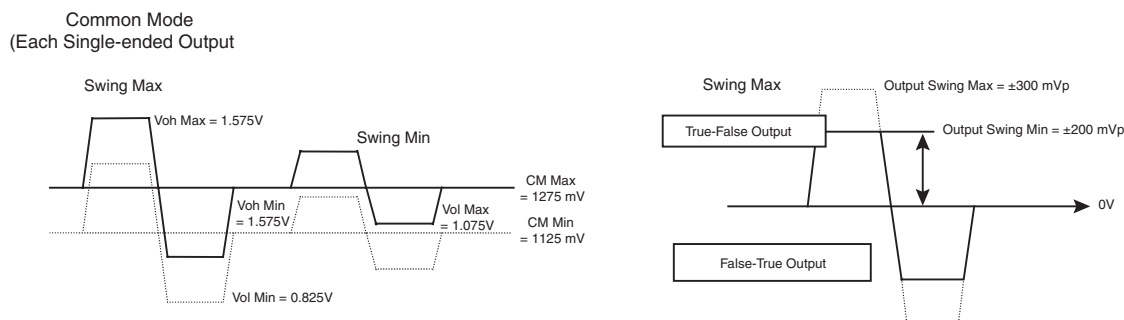 Common Mode
(Each Single-ended Output
Swing Max
Voh Max = 1.575V
Swing Min
CM Max
= 1275 mV
Voh Min
= 1.575V
Vol Max
= 1.075V
CM Min
= 1125 mV
Vol Min = 0.825V
Swing Max
Output Swing Max = ±300 mVp
True-False Output
Output Swing Min = ±200 mVp
0V
False-True Output